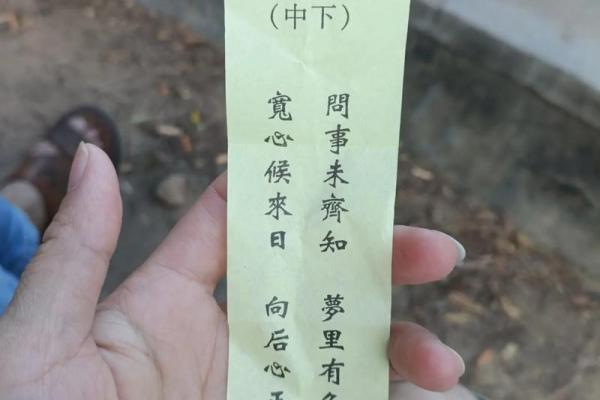 （中下）
問事未齊知 夢里有
寬心候來日 向后心